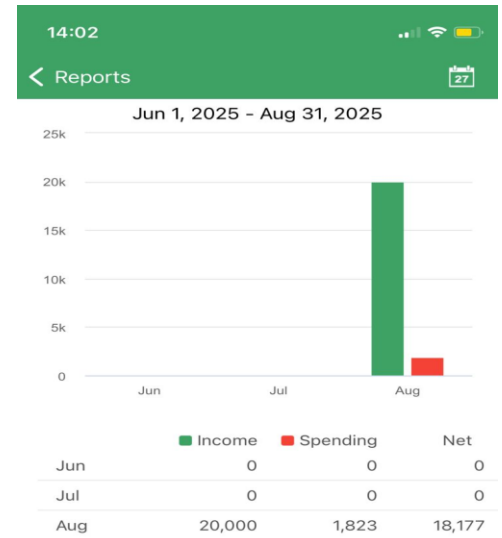 14:02
Reports
27
Jun 1, 2025 - Aug 31, 2025
25k
20k
15k
10k
5k
0
Jun Jul Aug
Income Spending Net
Jun 0 0 0
Jul 0 0 0
Aug 20,000 1,823 18,177